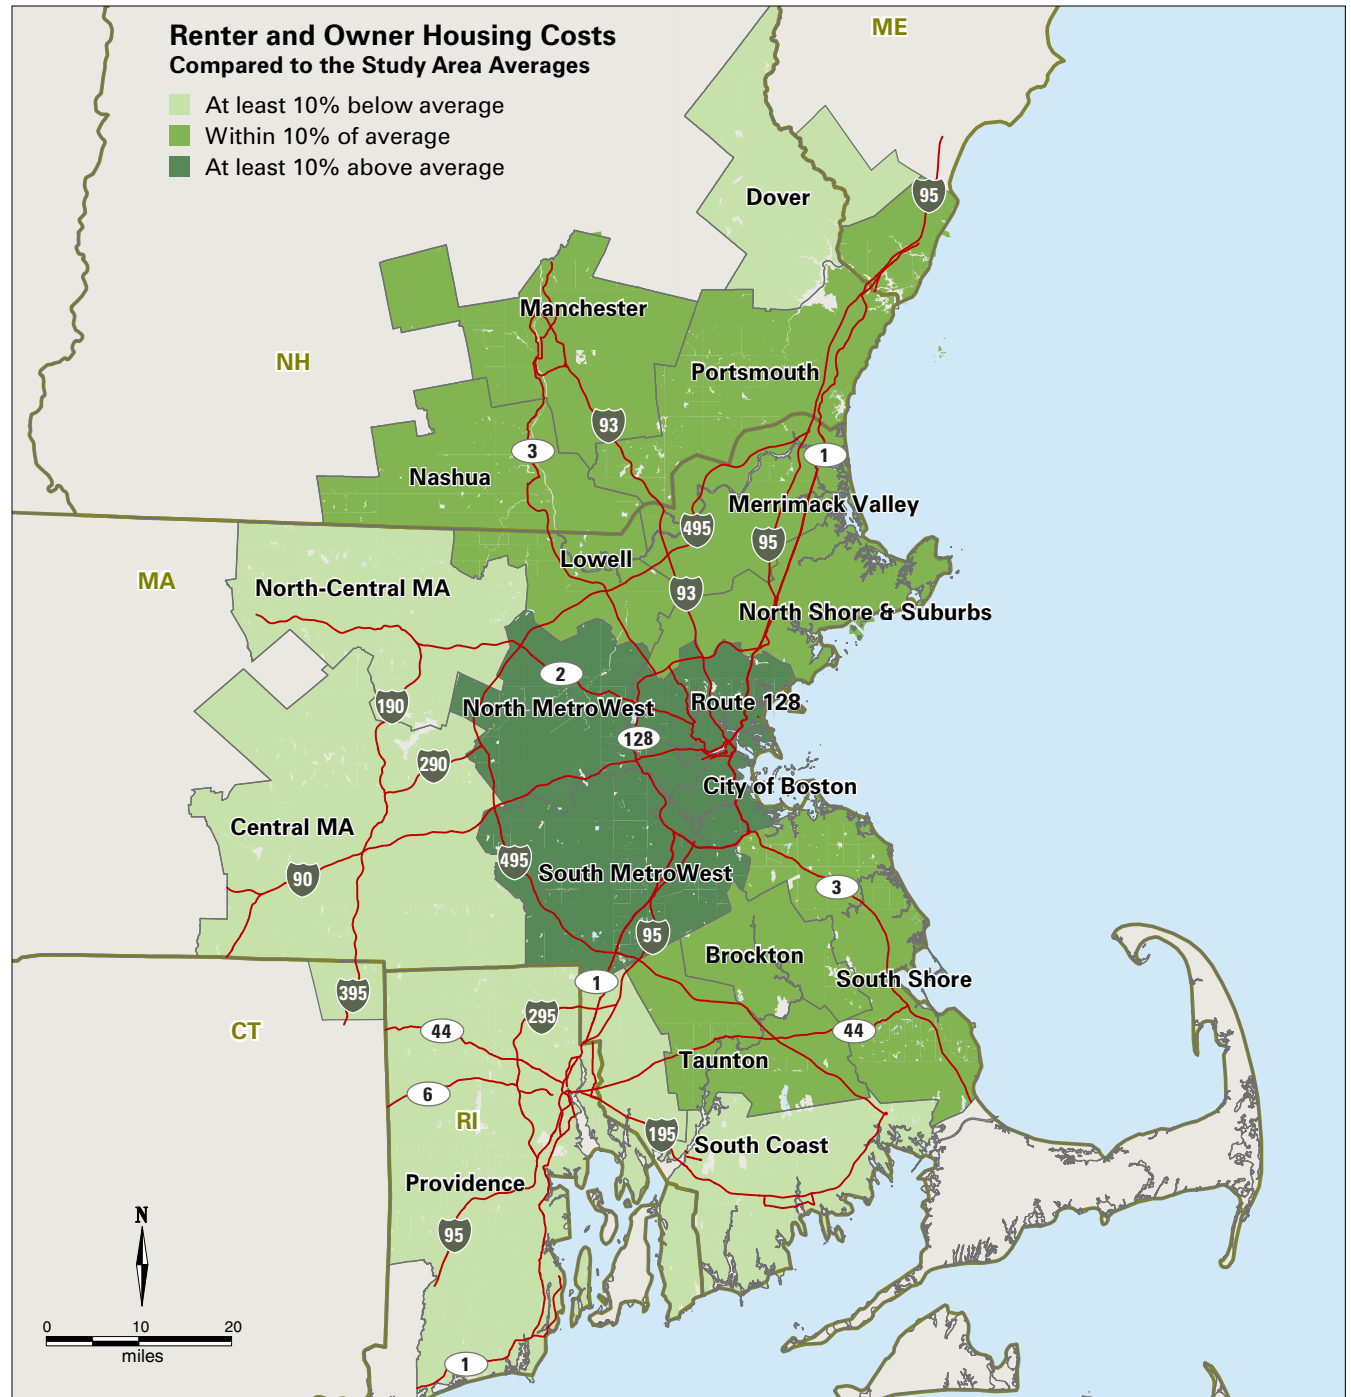 Renter and Owner Housing Costs
Compared to the Study Area Averages
At least 10% below average
Within 10% of average
At least 10% above average
ME
95
Dover
Manchester
NH
Portsmouth
93
3
1
Nashua
Merrimack Valley
495
95
Lowell
MA
North-Central MA
93
North Shore & Suburbs
2
190
North MetroWest
Route 128
128
290
City of Boston
Central MA
495
South MetroWest
90
3
95
Brockton
South Shore
1
395
295
CT
44
44
Taunton
6
RI
195
South Coast
Providence
N
95
0 10 20
miles
1